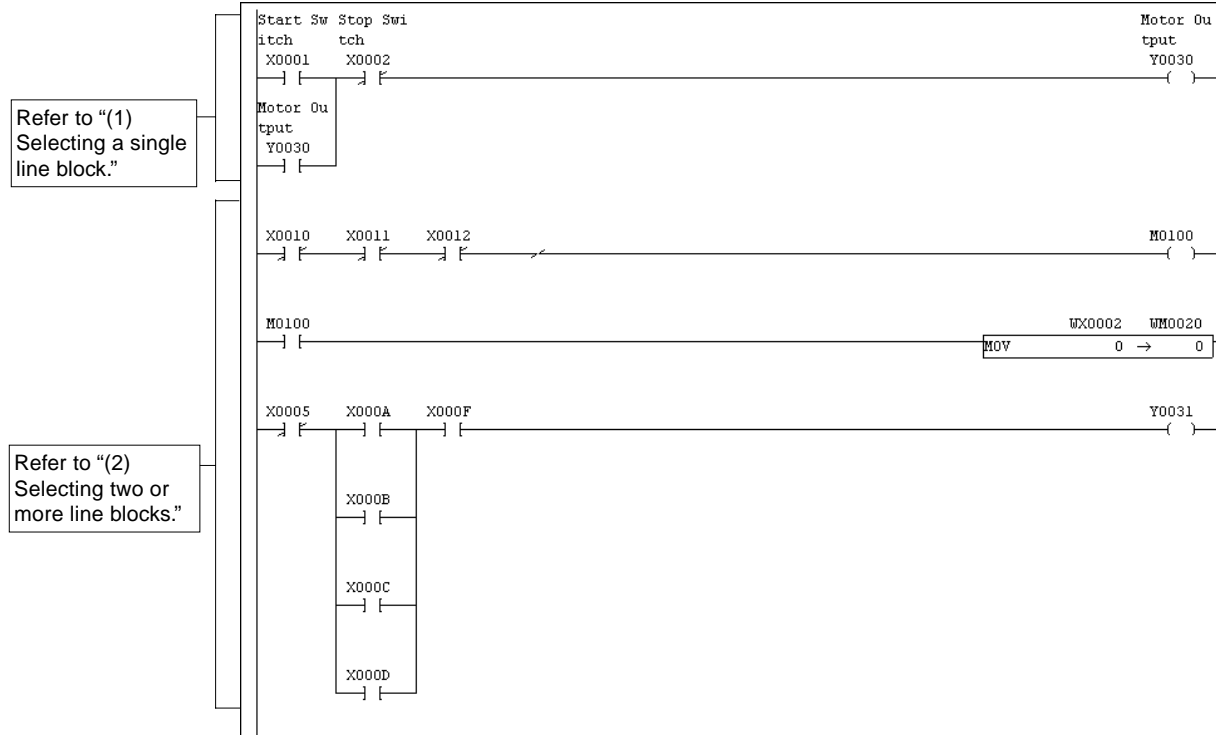 Start Sw Stop Swi Motor Ou
itch tch tput
X0001 X0002 Y0030
Refer to “(1)
Selecting a single
line block.”
Motor Ou
tput
Y0030
X0010 X0011 X0012 M0100
M0100 WX0002 WM0020
MOV 0 → 0
X0005 X000A X000F Y0031
Refer to “(2)
Selecting two or
more line blocks.”
X000B
X000C
X000D